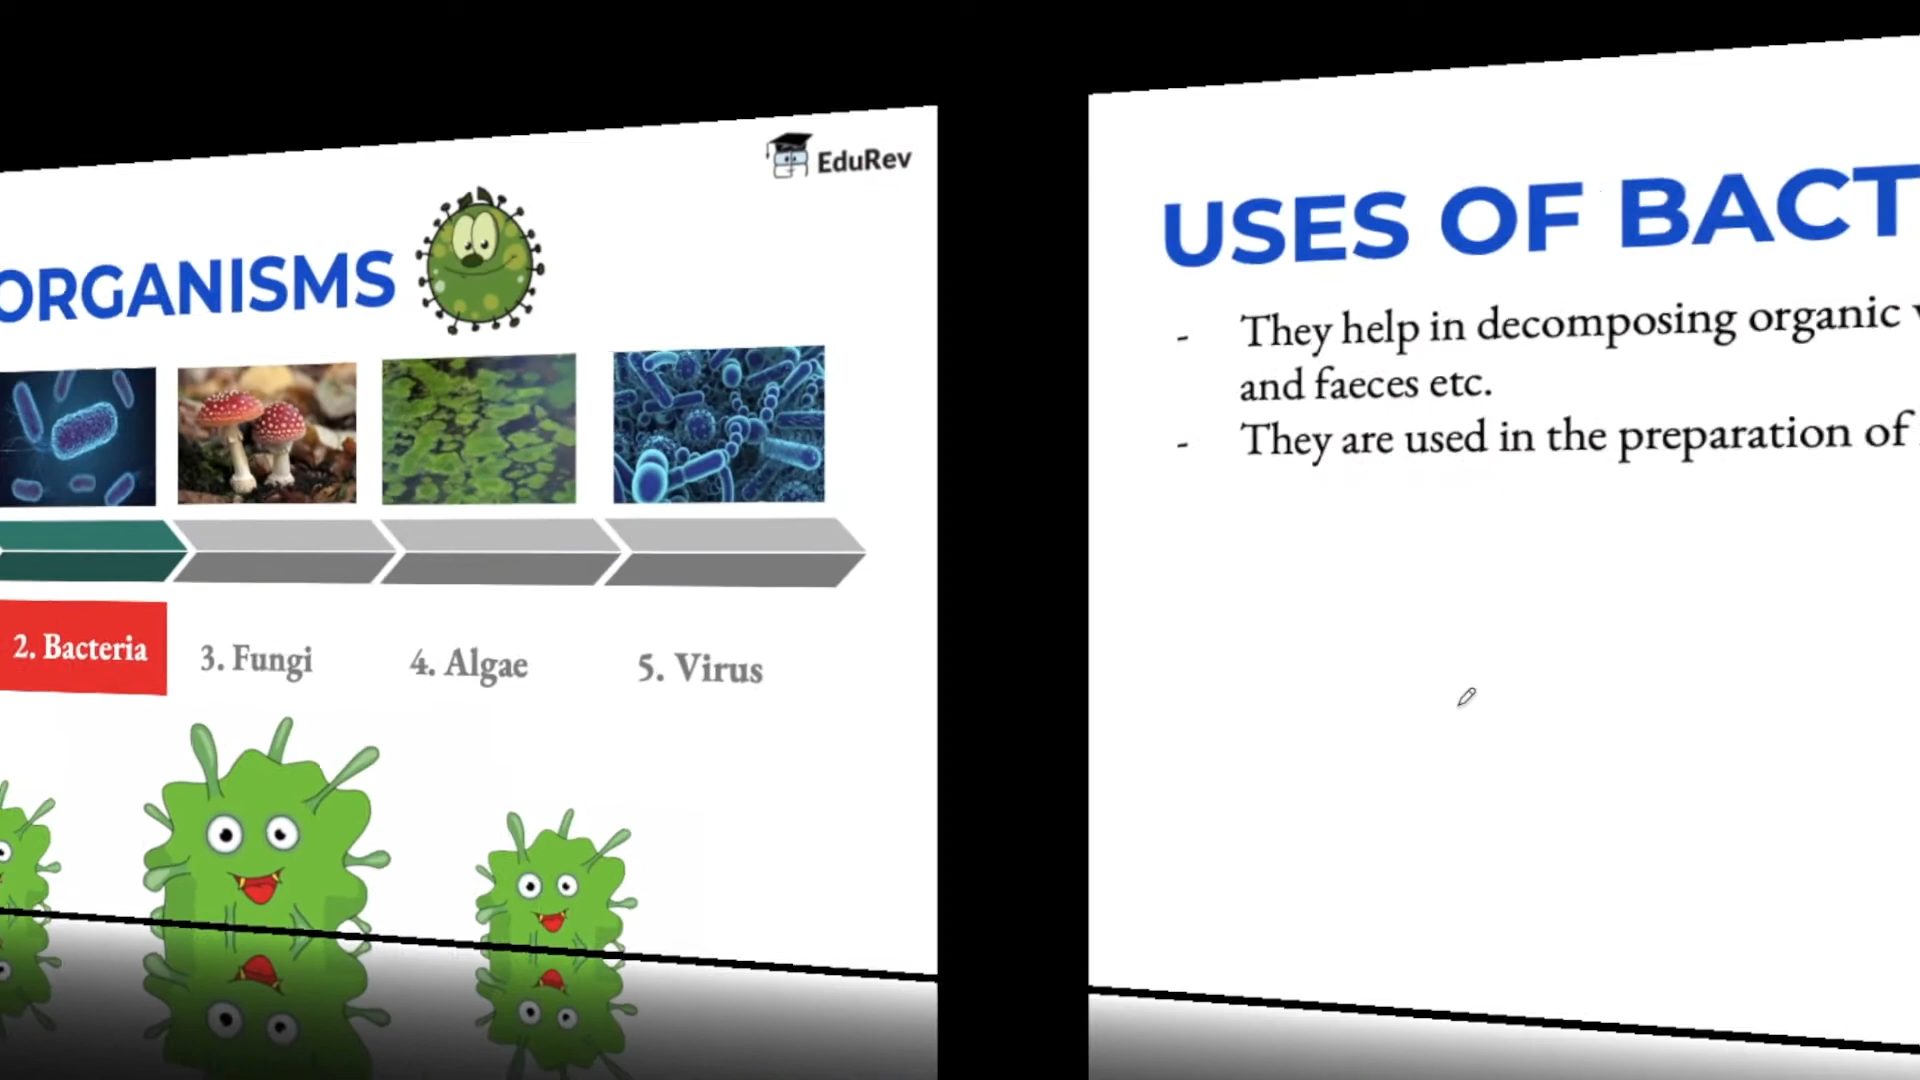 EduRev
ORGANISMS
2. Bacteria
3. Fungi
4. Algae
5. Virus
USES OF BACT
- They help in decomposing organic
and faeces etc.
- They are used in the preparation of